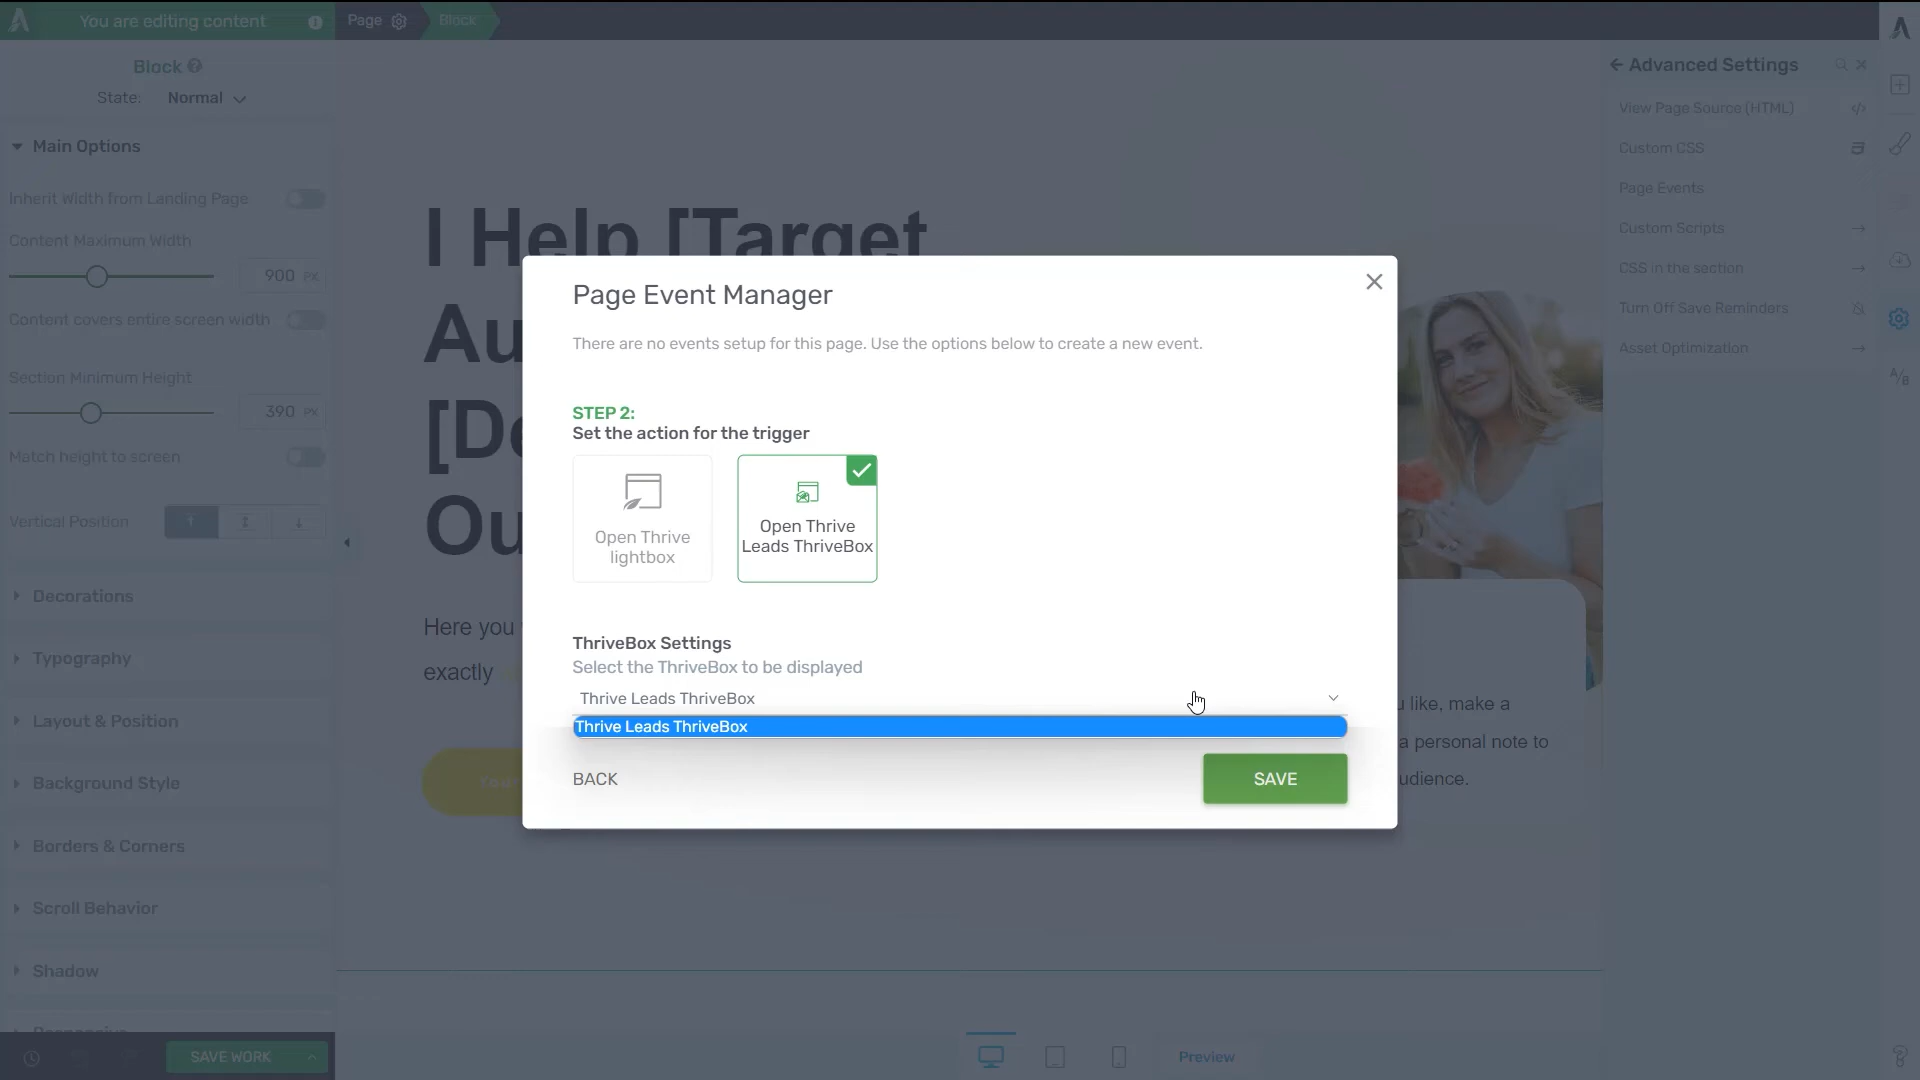 You are editing content
Page
Block
Block
State: Normal
Main Options
Inherit Width from Landing Page
Content Maximum Width
900 PX
Content covers entire screen width
Section Minimum Height
390 PX
Match height to screen
Vertical Position
Decorations
Typography
Layout & Position
Background Style
Borders & Corners
Scroll Behavior
Shadow
SAVE WORK
I Help [Target
Here you
exactly
Page Event Manager
There are no events setup for this page. Use the options below to create a new event.
STEP 2:
Set the action for the trigger
Open Thrive
lightbox
Open Thrive
Leads ThriveBox
ThriveBox Settings
Select the ThriveBox to be displayed
Thrive Leads ThriveBox
Thrive Leads ThriveBox
BACK
SAVE
like, make a
a personal note to
udience.
Preview
Advanced Settings
View Page Source (HTML)
Custom CSS
Page Events
Custom Scripts
CSS in the section
Turn Off Save Reminders
Asset Optimization
A/B